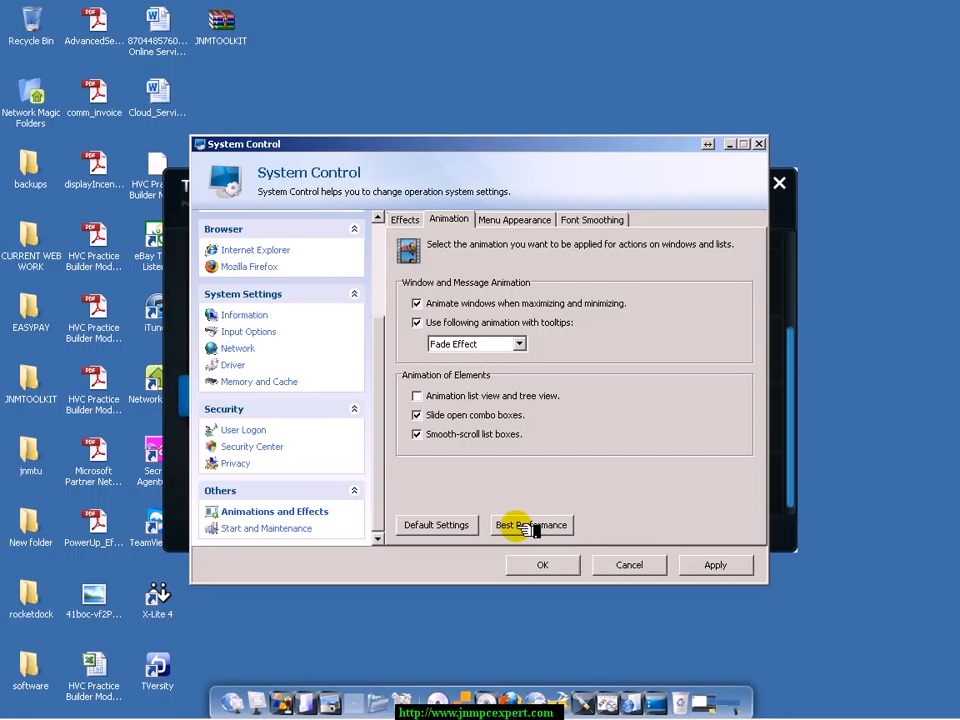 Recycle Bin
AdvancedSe...
8704485760...
Online Servi...
JNMTOOLKIT
Network Magic
Folders
comm_invoice
Cloud_Servi...
backups
displayIncen...
HVC Pra
Builder M
CURRENT WEB
WORK
HVC Practice
Builder Mod...
eBay T
Liste
EASYPAY
HVC Practice
Builder Mod...
iTun
JNMTOOLKIT
HVC Practice
Builder Mod...
Network
jnmtu
Microsoft
Partner Net...
Secr
Agent
New folder
PowerUp_Ef...
TeamVie
rocketdock
41boc-vf2P...
X-Lite 4
software
HVC Practice
Builder Mod...
TVersity
System Control
System Control
System Control helps you to change operation system settings.
Browser
Internet Explorer
Mozilla Firefox
System Settings
Information
Input Options
Network
Driver
Memory and Cache
Security
User Logon
Security Center
Privacy
Others
Animations and Effects
Start and Maintenance
Effects
Animation
Menu Appearance
Font Smoothing
Select the animation you want to be applied for actions on windows and lists.
Window and Message Animation
Animate windows when maximizing and minimizing.
Use following animation with tooltips:
Fade Effect
Animation of Elements
Animation list view and tree view.
Slide open combo boxes.
Smooth-scroll list boxes.
Default Settings
Best Performance
OK
Cancel
Apply
http://www.jnmpcexpert.com